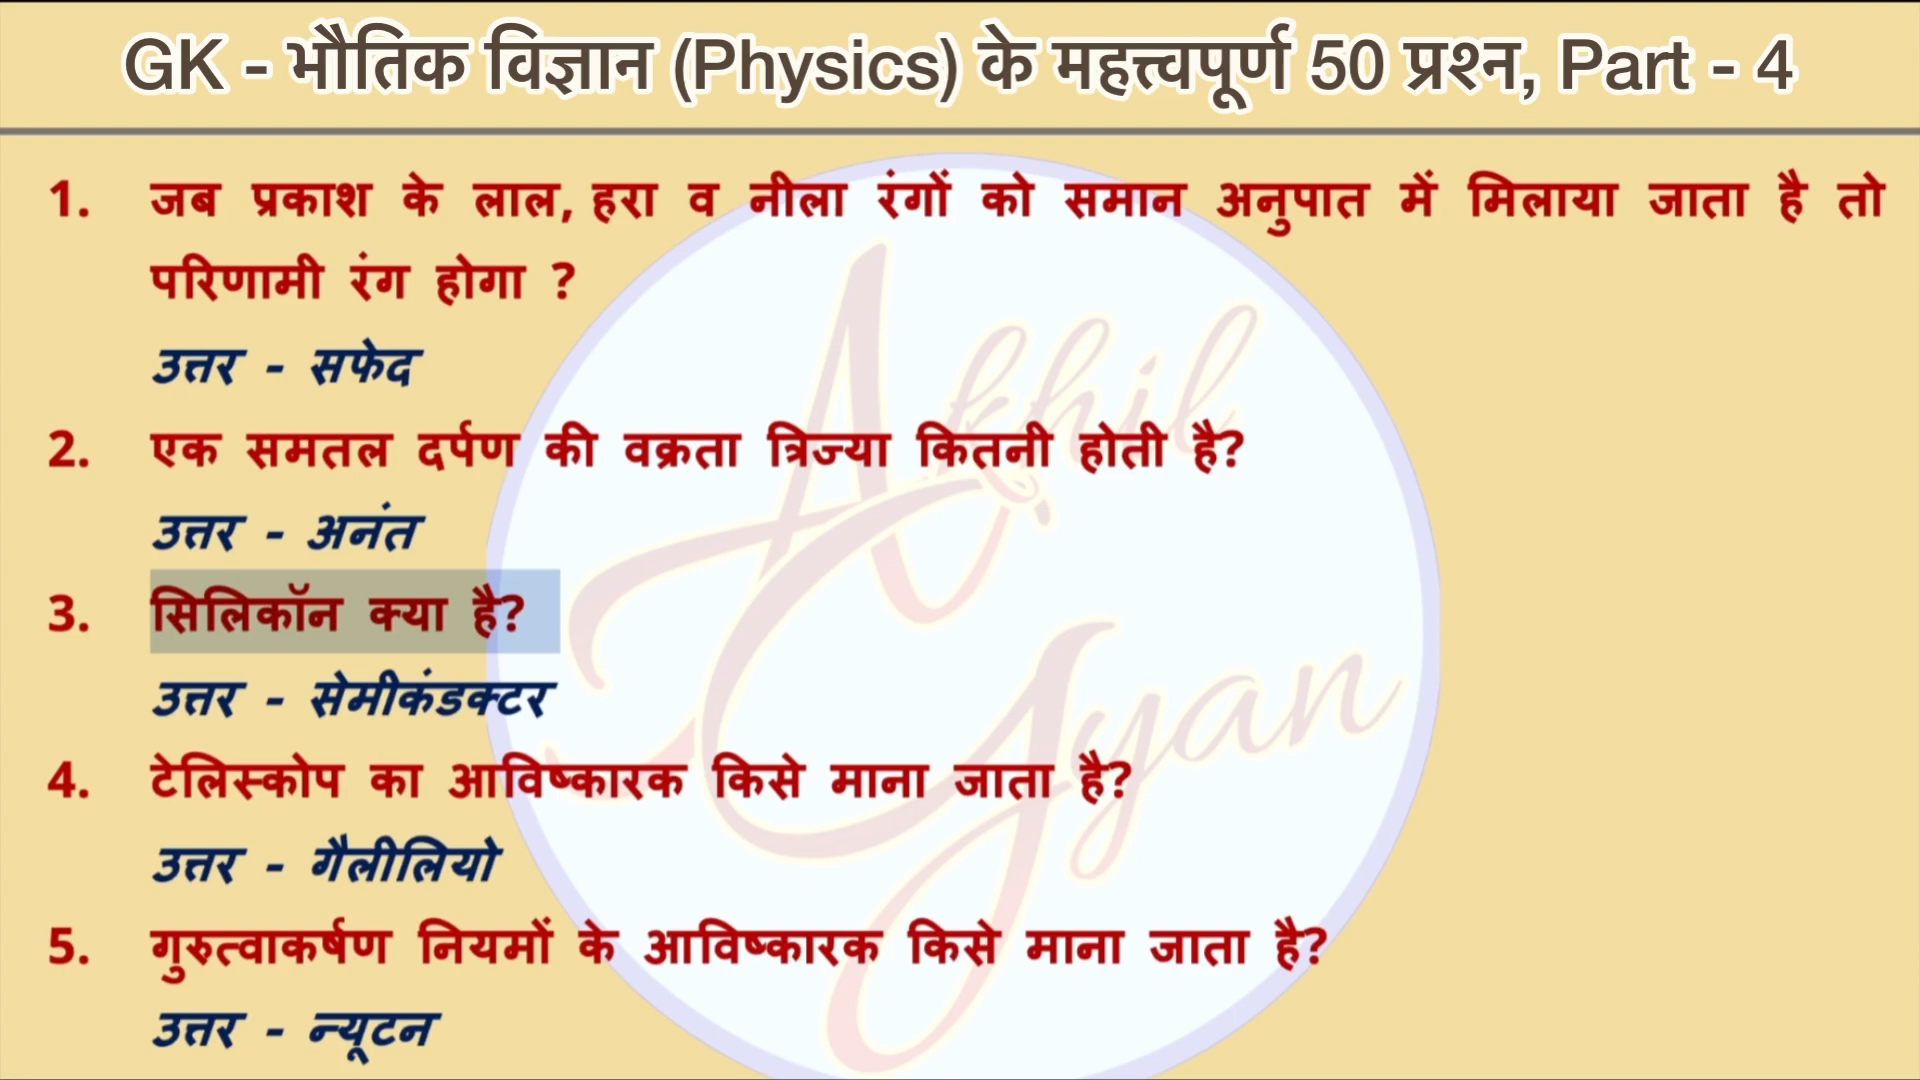 GK - भौतिक विज्ञान (Physics) के महत्त्वपूर्ण 50 प्रश्न, Part - 4
1. जब प्रकाश के लाल, हरा व नीला रंगों को समान अनुपात में मिलाया जाता है तो
परिणामी रंग होगा ?
उत्तर - सफेद
2. एक समतल दर्पण की वक्रता त्रिज्या कितनी होती है?
उत्तर - अनंत
3. सिलिकॉन क्या है?
उत्तर - सेमीकंडक्टर
4. टेलिस्कोप का आविष्कारक किसे माना जाता है?
उत्तर - गैलीलियो
5. गुरुत्वाकर्षण नियमों के आविष्कारक किसे माना जाता है?
उत्तर - न्यूटन
Akhil
Gyan